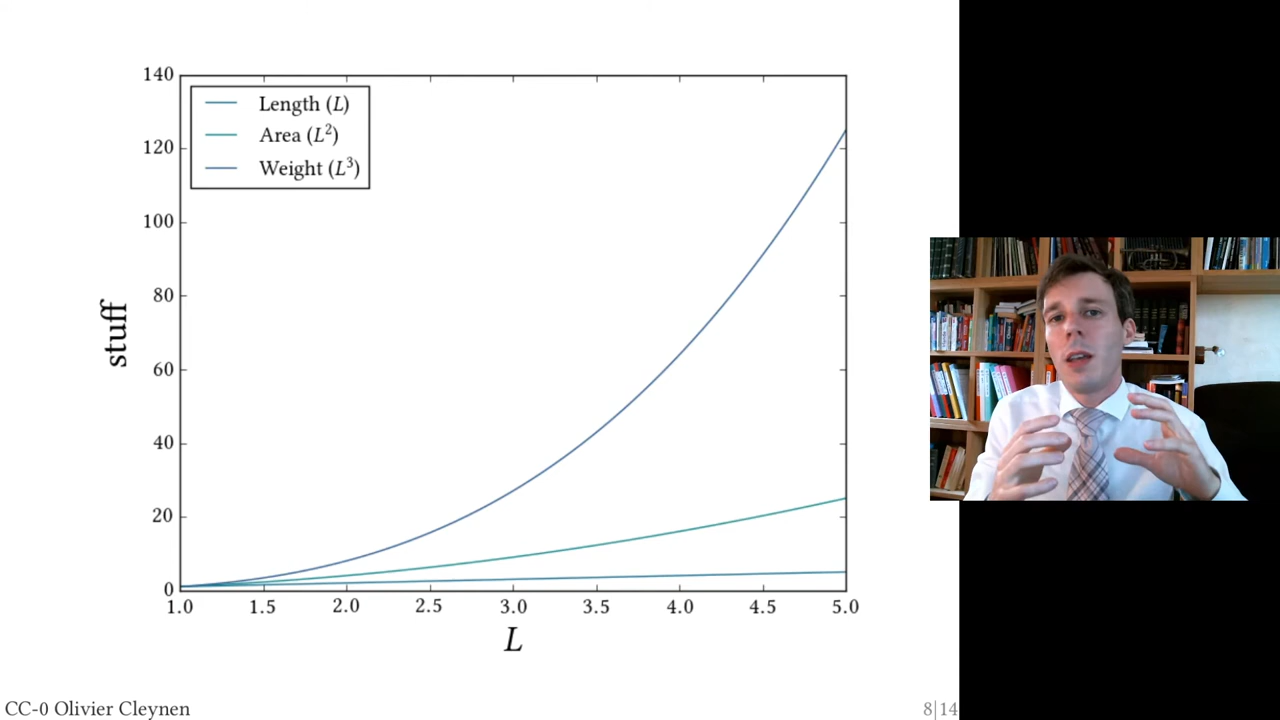 140
120
100
80
60
40
20
0
Length (L)
Area (L²)
Weight (L³)
stuff
1.0 1.5 2.0 2.5 3.0 3.5 4.0 4.5 5.0
L
CC-0 Olivier Cleynen
8|14